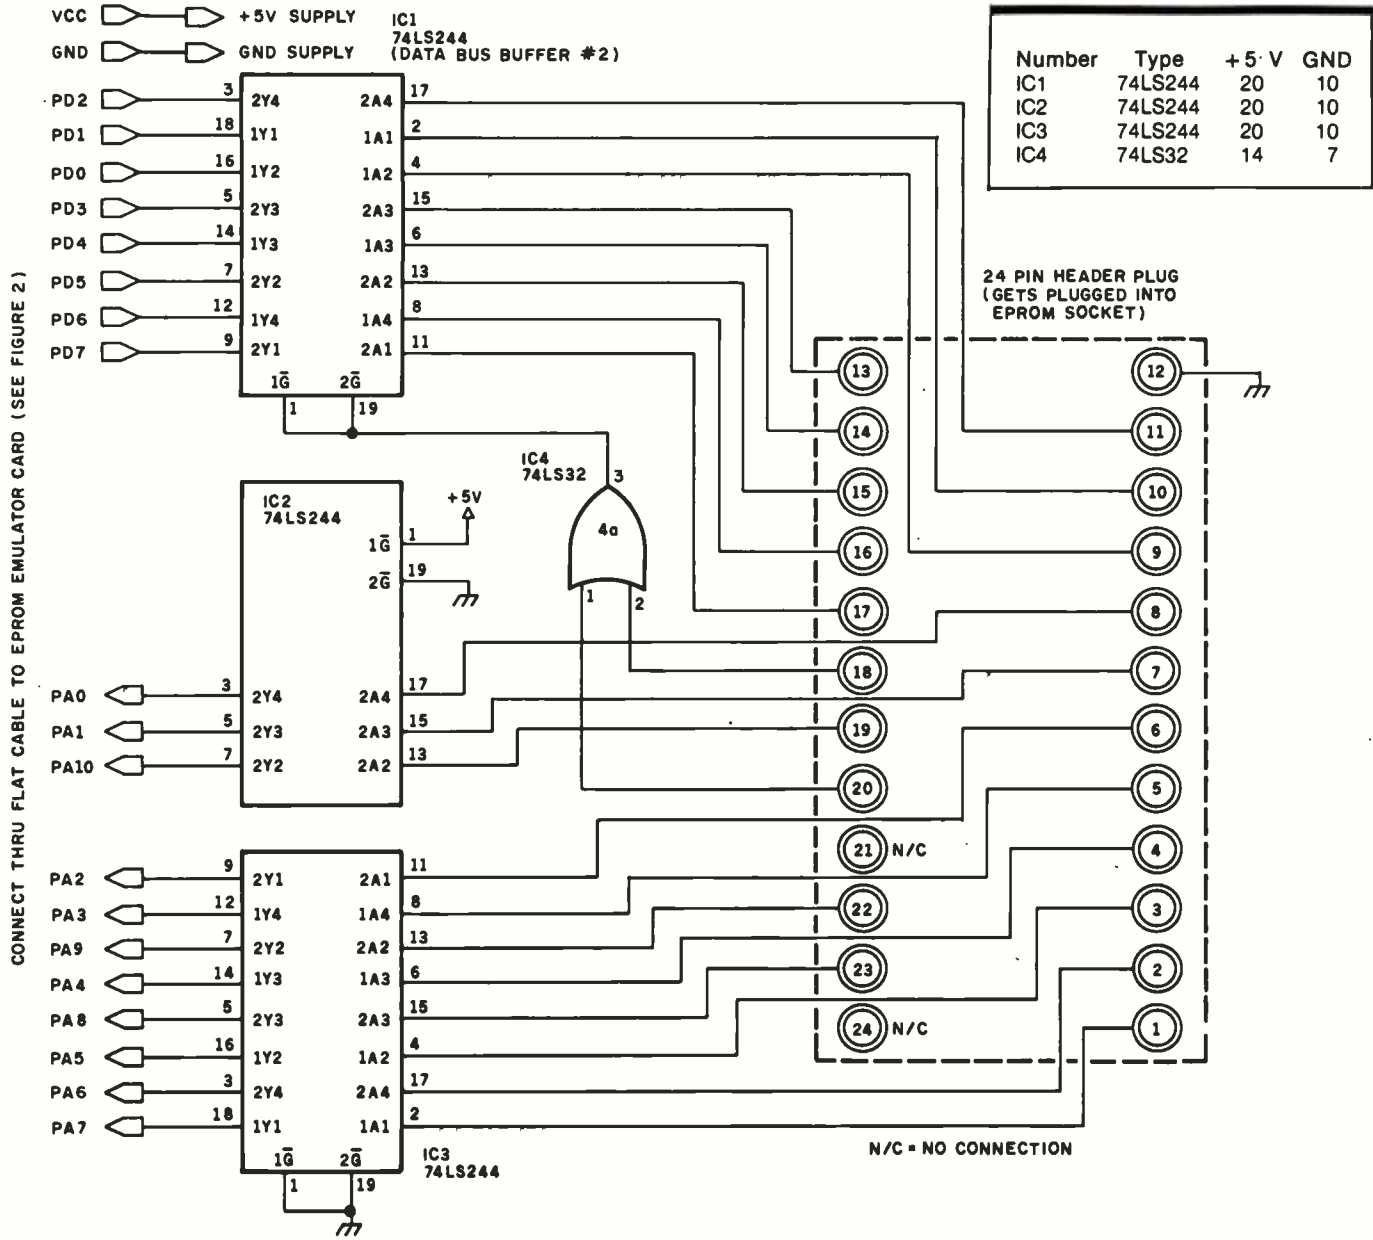 VCC
+5V SUPPLY
GND
GND SUPPLY
IC1
74LS244
(DATA BUS BUFFER #2)
Number Type +5 V GND
IC1 74LS244 20 10
IC2 74LS244 20 10
IC3 74LS244 20 10
IC4 74LS32 14 7
PD2 3 2Y4 2A4 17
PD1 18 1Y1 1A1 2
PD0 16 1Y2 1A2 4
PD3 5 2Y3 2A3 15
PD4 14 1Y3 1A3 6
PD5 7 2Y2 2A2 13
PD6 12 1Y4 1A4 8
PD7 9 2Y1 2A1 11
1G̅ 2G̅
1 19
CONNECT THRU FLAT CABLE TO EPROM EMULATOR CARD (SEE FIGURE 2)
24 PIN HEADER PLUG
(GETS PLUGGED INTO
EPROM SOCKET)
13 12
14 11
15 10
16 9
17 8
18 7
19 6
20 5
21 N/C 4
22 3
23 2
24 N/C 1
IC4
74LS32
3
4a
1 2
IC2
74LS244
+5V
1G̅ 1
2G̅ 19
PA0 3 2Y4 2A4 17
PA1 5 2Y3 2A3 15
PA10 7 2Y2 2A2 13
PA2 9 2Y1 2A1 11
PA3 12 1Y4 1A4 8
PA9 7 2Y2 2A2 13
PA4 14 1Y3 1A3 6
PA8 5 2Y3 2A3 15
PA5 16 1Y2 1A2 4
PA6 3 2Y4 2A4 17
PA7 18 1Y1 1A1 2
1G̅ 2G̅
1 19
IC3
74LS244
N/C = NO CONNECTION